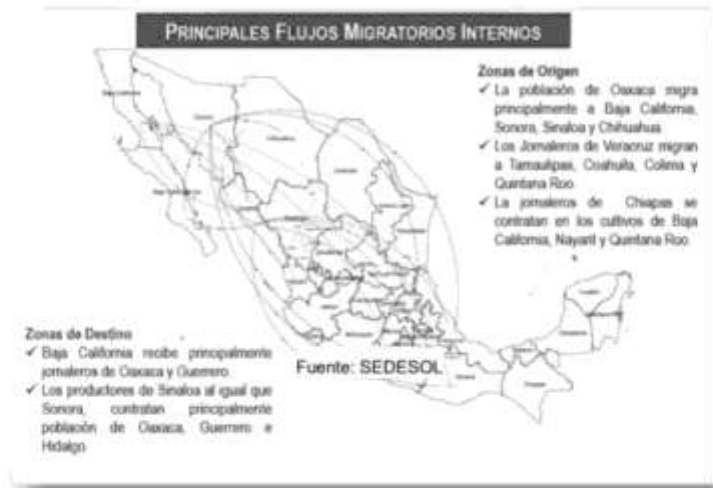 PRINCIPALES FLUJOS MIGRATORIOS INTERNOS
Zonas de Origen
✓ La población de Oaxaca migra
principalmente a Baja California,
Sonora, Sinaloa y Chihuahua.
✓ Los Jornaleros de Veracruz migran
a Tamaulipas, Coahuila, Colima y
Quintana Roo.
✓ La jornaleros de Chiapas se
contratan en los cultivos de Baja
California, Nayarit y Quintana Roo.
Zonas de Destino
✓ Baja California recibe principalmente
jornaleros de Oaxaca y Guerrero.
✓ Los productores de Sinaloa al igual que
Sonora, contratan principalmente
población de Oaxaca, Guerrero e
Hidalgo.
Fuente: SEDESOL